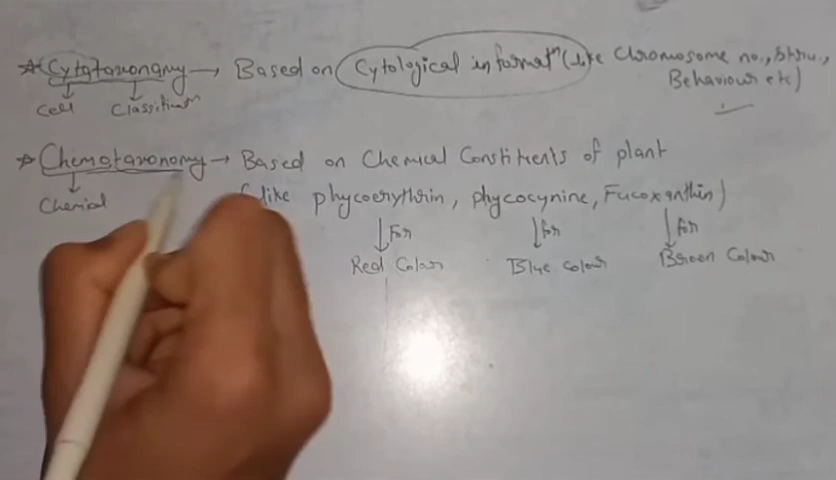 * Cytotaxonomy → Based on Cytological informatⁿ (like Chromosome no., stru.,
Behaviour etc)
Cell Classificatⁿ
* Chemotaxonomy → Based on Chemical Constituents of plant
Chemical (like phycoerythrin, phycocynine, Fucoxanthin)
for for for
Red Colour Blue Colour Brown Colour